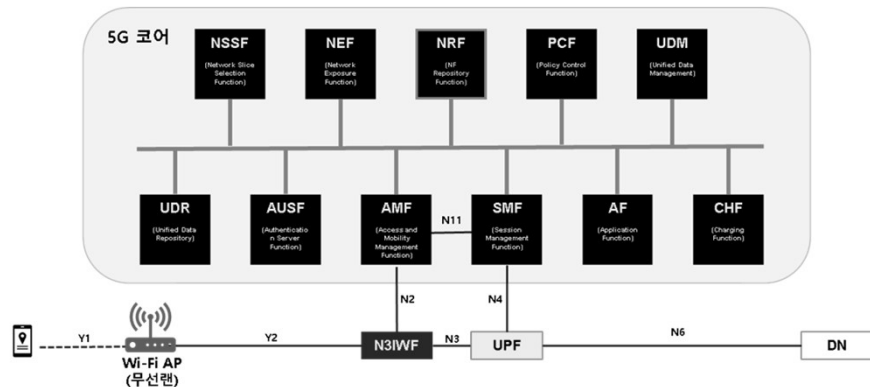 5G 코어
NSSF
(Network Slice
Selection
Function)
NEF
(Network
Exposure
Function)
NRF
(NF
Repository
Function)
PCF
(Policy Control
Function)
UDM
(Unified Data
Management)
UDR
(Unified Data
Repository)
AUSF
(Authenticatio
n Server
Function)
AMF
(Access and
Mobility
Management
Function)
N11
SMF
(Session
Management
Function)
AF
(Application
Function)
CHF
(Charging
Function)
N2
N4
Y1
Wi-Fi AP
(무선랜)
Y2
N3IWF
N3
UPF
N6
DN